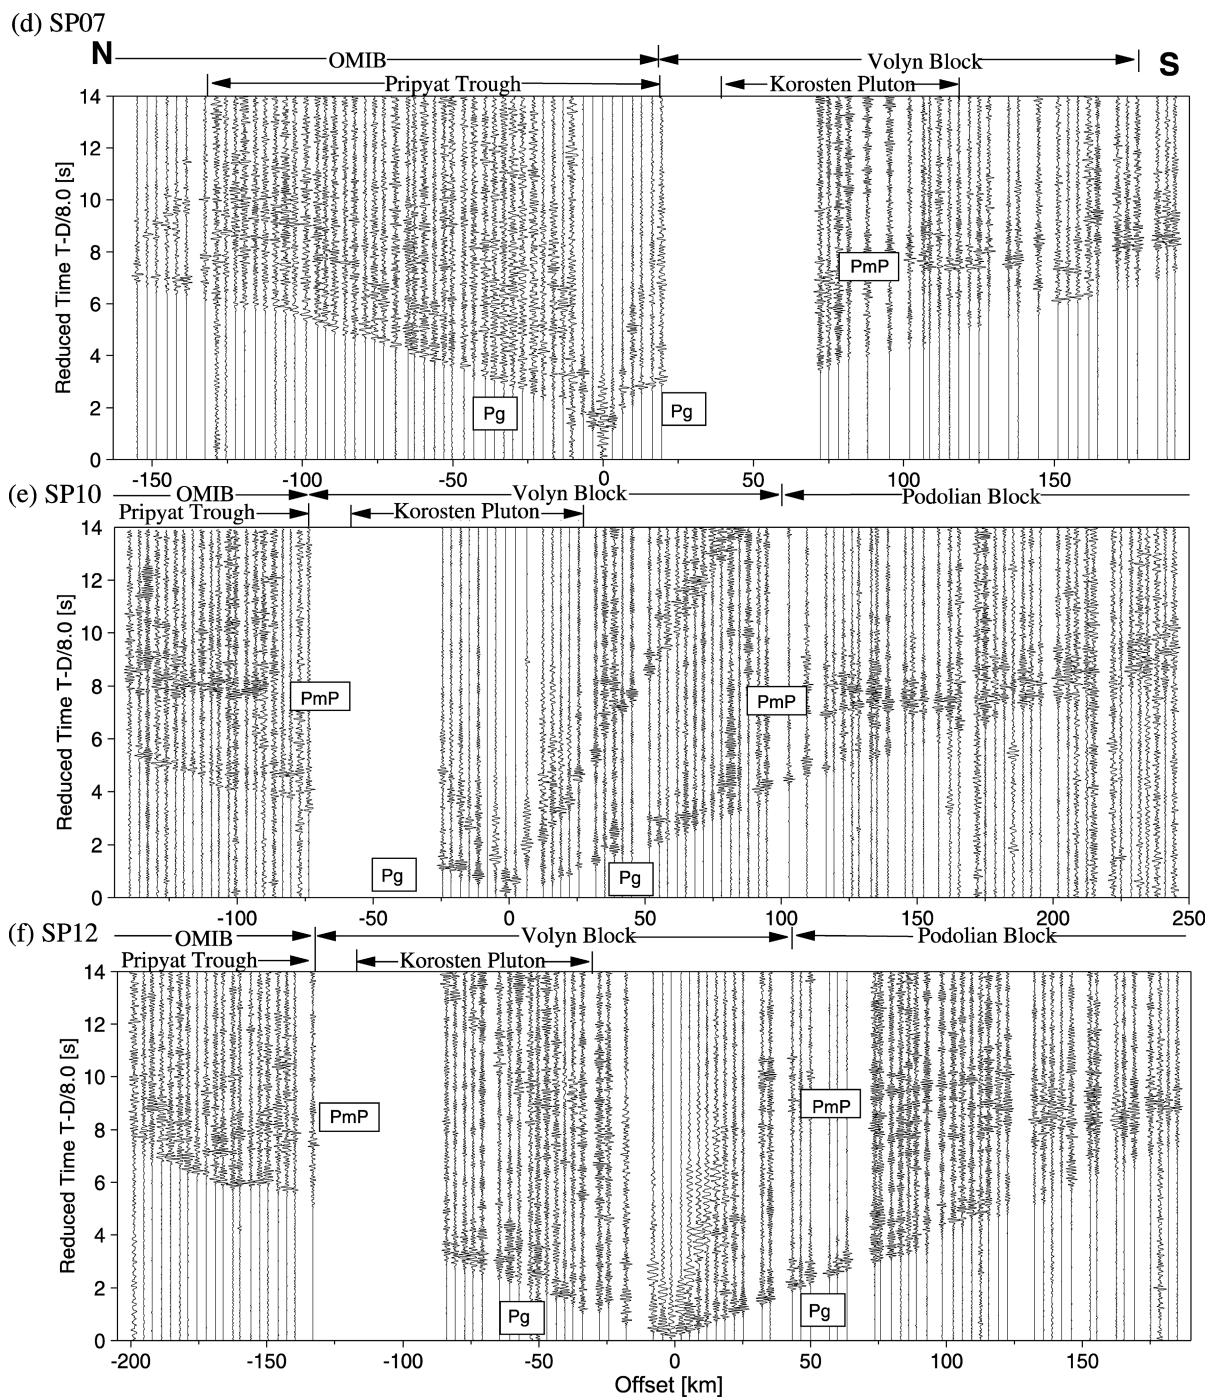 (d) SP07
N OMIB Volyn Block S
Pripyat Trough Korosten Pluton
14
12
10
8
6
4
2
0
Reduced Time T-D/8.0 [s]
PmP
Pg Pg
-150 -100 -50 0 50 100 150
(e) SP10 OMIB Volyn Block Podolian Block
Pripyat Trough Korosten Pluton
14
12
10
8
6
4
2
0
Reduced Time T-D/8.0 [s]
PmP PmP
Pg Pg
-100 -50 0 50 100 150 200 250
(f) SP12 OMIB Volyn Block Podolian Block
Pripyat Trough Korosten Pluton
14
12
10
8
6
4
2
0
Reduced Time T-D/8.0 [s]
PmP PmP
Pg Pg
-200 -150 -100 -50 0 50 100 150
Offset [km]